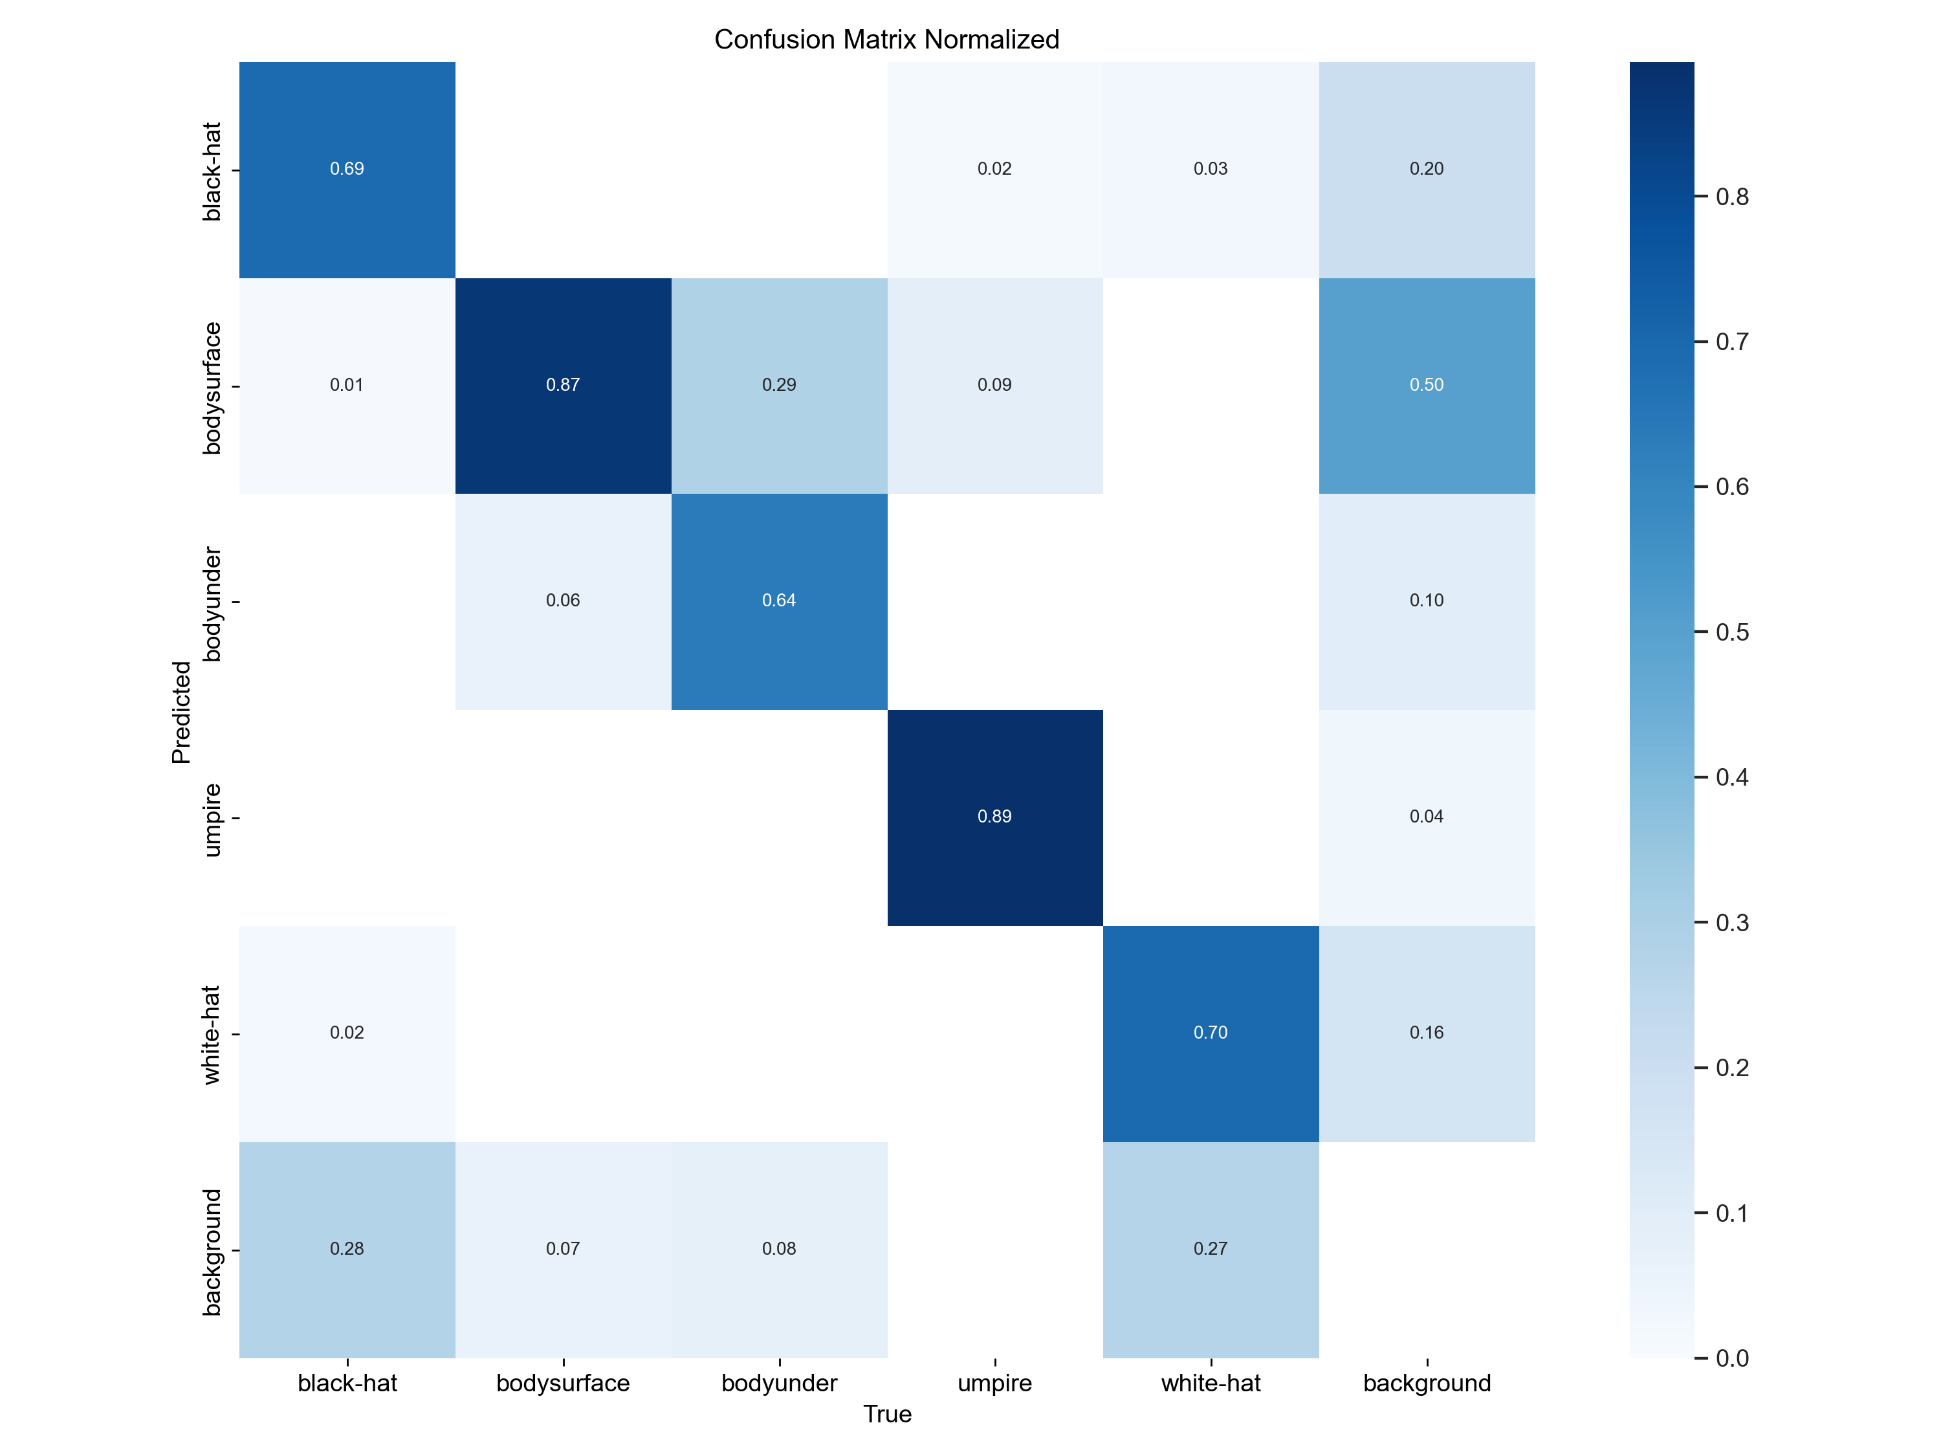 Confusion Matrix Normalized
black-hat
0.69
0.02
0.03
0.20
bodysurface
0.01
0.87
0.29
0.09
0.50
bodyunder
0.06
0.64
0.10
umpire
0.89
0.04
white-hat
0.02
0.70
0.16
background
0.28
0.07
0.08
0.27
Predicted
black-hat
bodysurface
bodyunder
umpire
white-hat
background
True
0.8
0.7
0.6
0.5
0.4
0.3
0.2
0.1
0.0